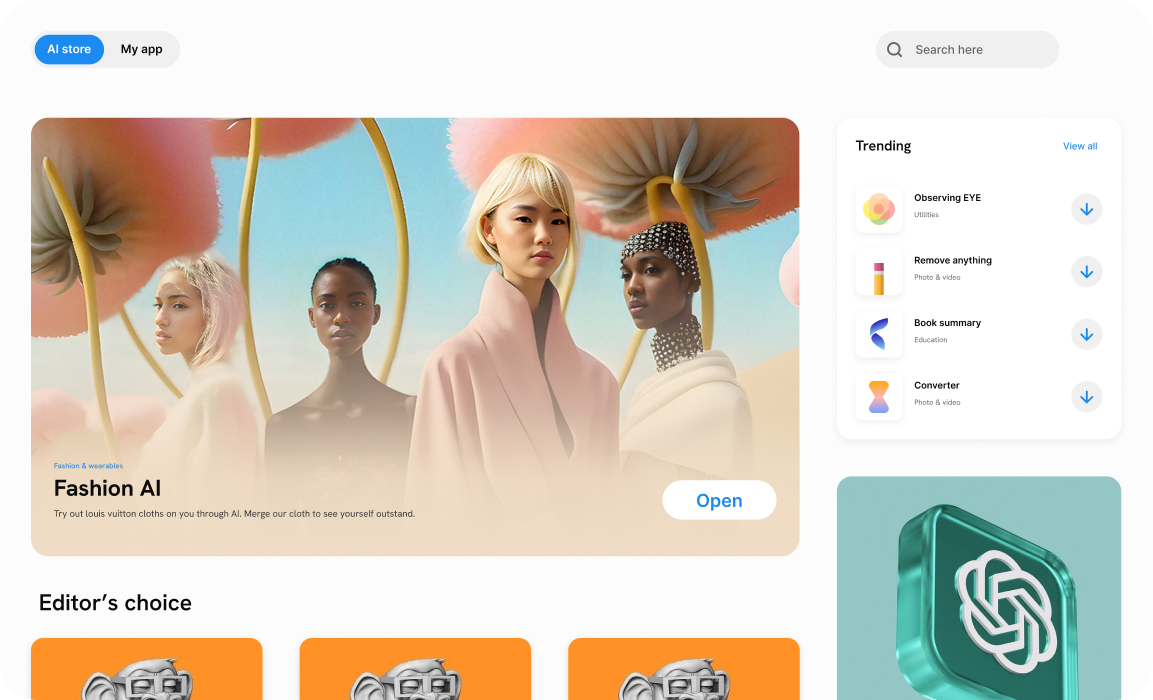 AI store
My app
Search here
Fashion & wearables
Fashion AI
Try out louis vuitton cloths on you through AI. Merge our cloth to see yourself outstand.
Open
Trending
View all
Observing EYE
Utilities
Remove anything
Photo & video
Book summary
Education
Converter
Photo & video
Editor’s choice